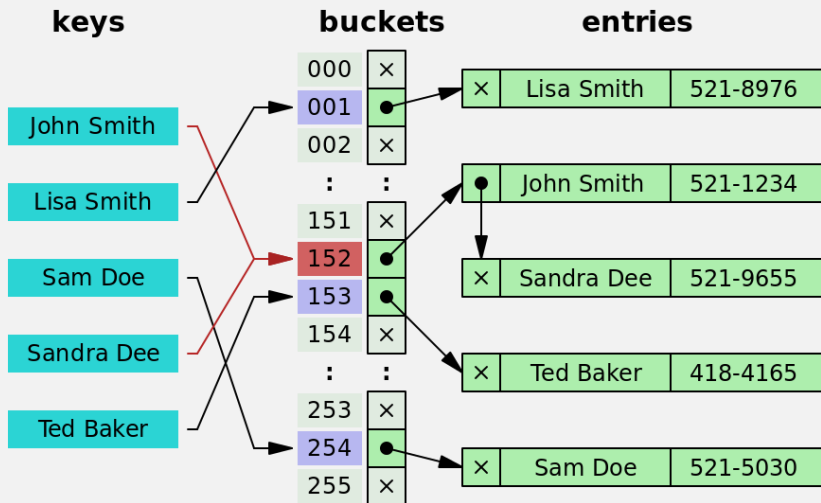 keys
buckets
entries
John Smith
Lisa Smith
Sam Doe
Sandra Dee
Ted Baker
000 ×
001
002 ×
: :
151 ×
152
153
154 ×
: :
253 ×
254
255 ×
× Lisa Smith 521-8976
John Smith 521-1234
× Sandra Dee 521-9655
× Ted Baker 418-4165
× Sam Doe 521-5030